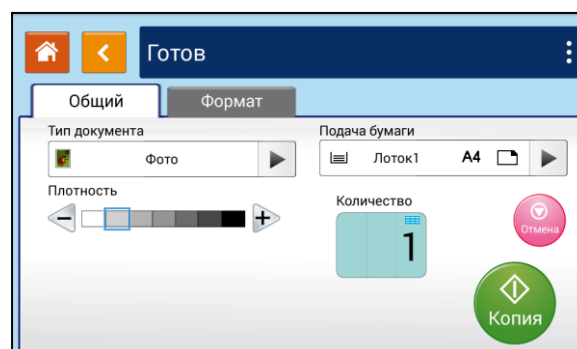 Готов
Общий
Формат
Тип документа
Подача бумаги
Фото
Лоток1 A4
Плотность
Количество
1
Отмена
Копия